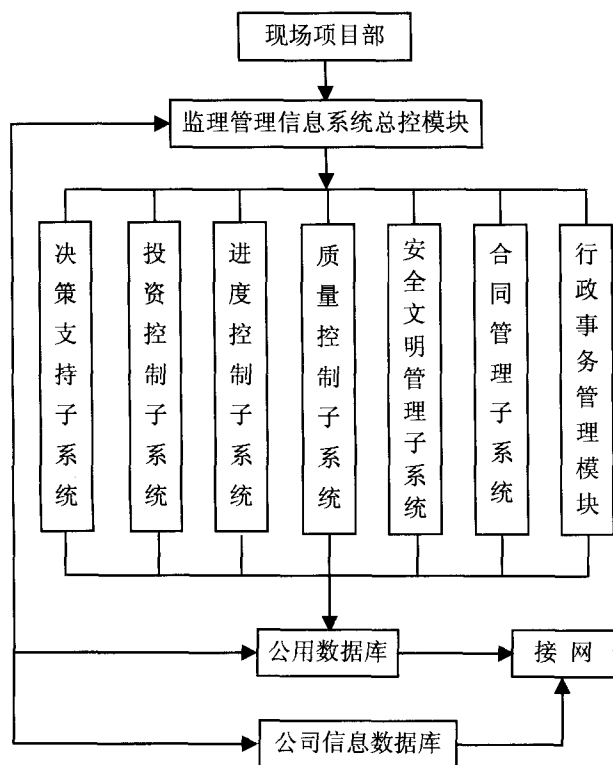 现场项目部
监理管理信息系统总控模块
决策支持子系统
投资控制子系统
进度控制子系统
质量控制子系统
安全文明管理子系统
合同管理子系统
行政事务管理模块
公用数据库
接网
公司信息数据库